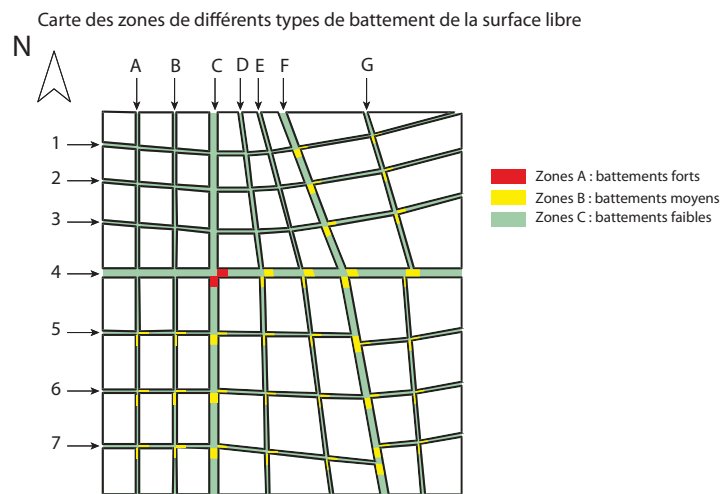 Carte des zones de différents types de battement de la surface libre
N
A B C D E F G
1
2
3
4
5
6
7
Zones A : battements forts
Zones B : battements moyens
Zones C : battements faibles